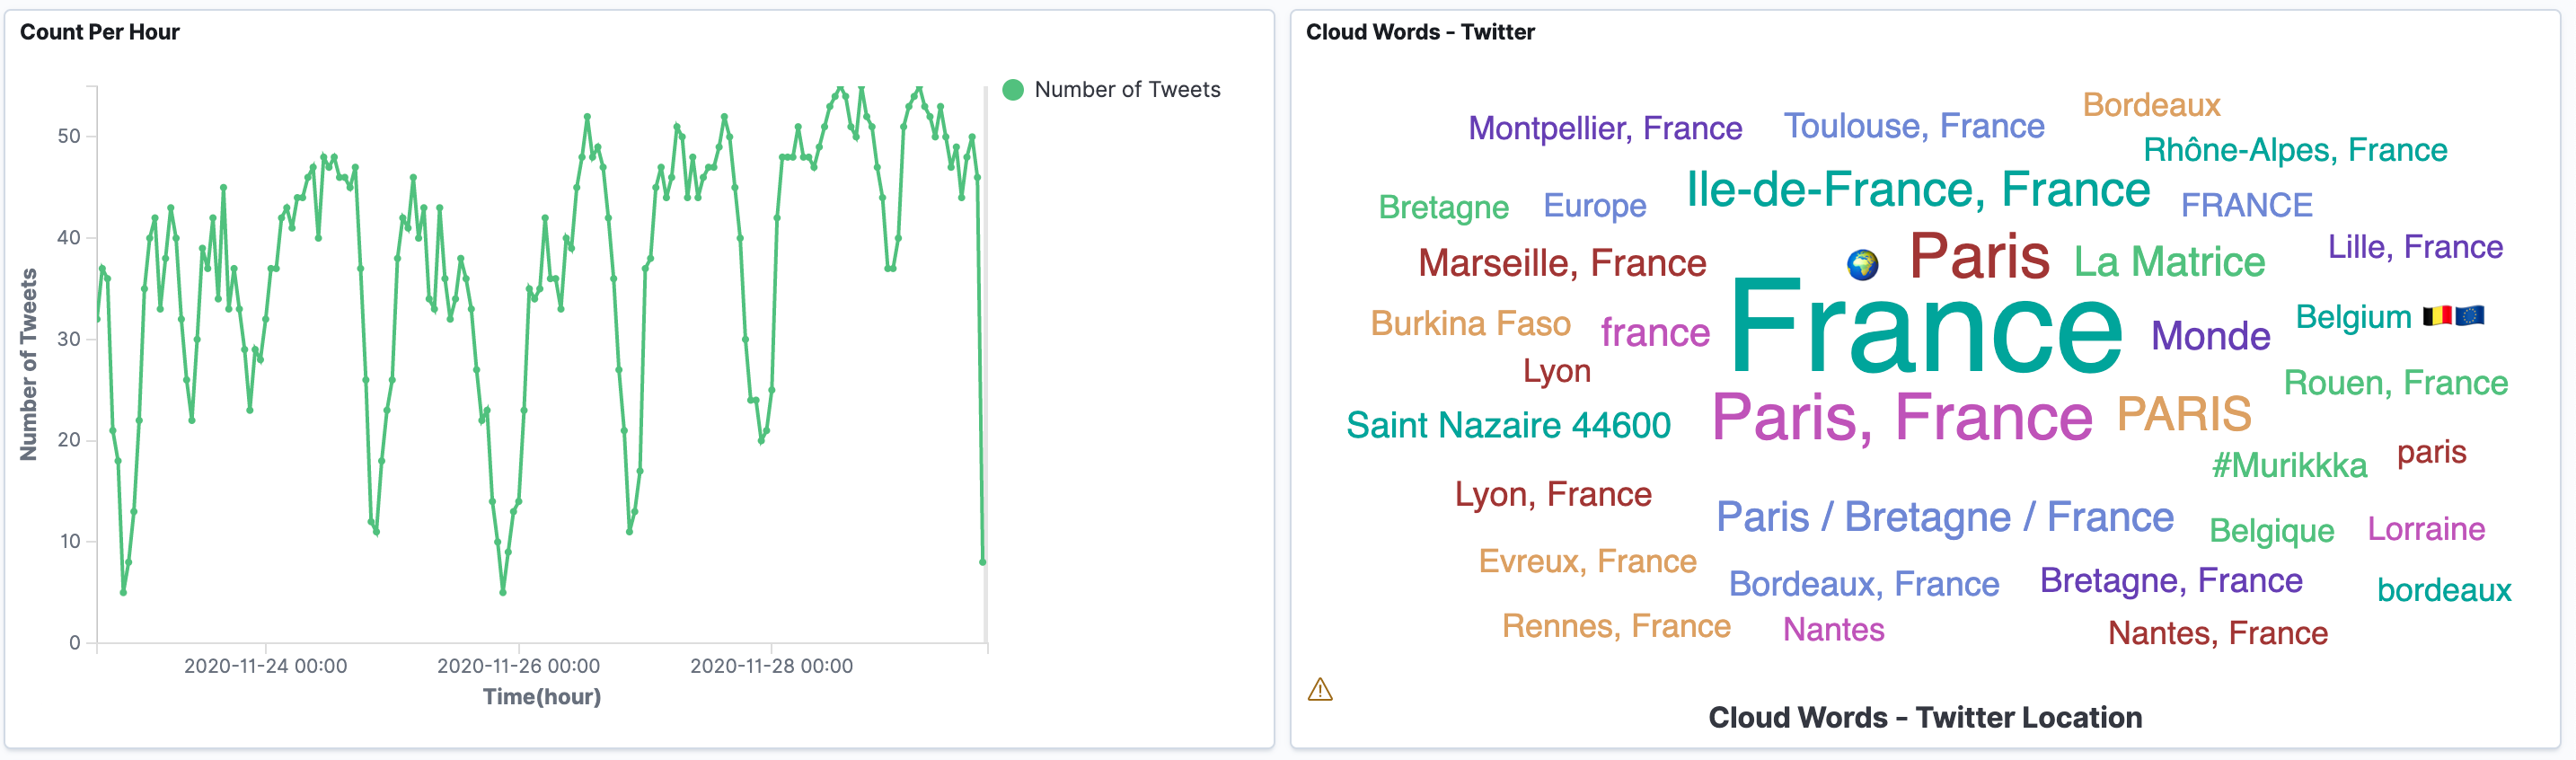 Count Per Hour
Number of Tweets
50
40
30
20
10
0
Number of Tweets
2020-11-24 00:00
2020-11-26 00:00
2020-11-28 00:00
Time(hour)
Cloud Words - Twitter
Bordeaux
Montpellier, France
Toulouse, France
Rhône-Alpes, France
Ile-de-France, France
Bretagne
Europe
FRANCE
Lille, France
Marseille, France
🌍
Paris
La Matrice
Burkina Faso
france
France
Monde
Belgium 🇧🇪🇪🇺
Lyon
Rouen, France
Saint Nazaire 44600
Paris, France
PARIS
#Murikkka
paris
Lyon, France
Paris / Bretagne / France
Belgique
Lorraine
Evreux, France
Bordeaux, France
Bretagne, France
bordeaux
Rennes, France
Nantes
Nantes, France
Cloud Words - Twitter Location